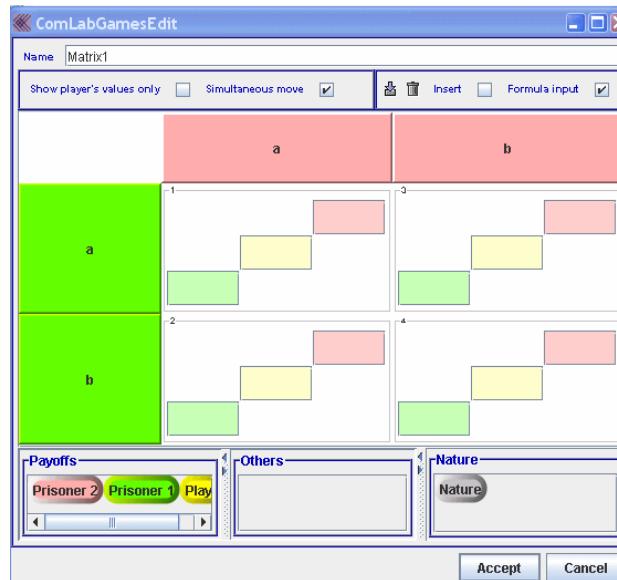 ComLabGamesEdit
Name Matrix1
Show player's values only Simultaneous move Insert Formula input
a b
a 1 3
b 2 4
Payoffs Others Nature
Prisoner 2 Prisoner 1 Play Nature
Accept Cancel